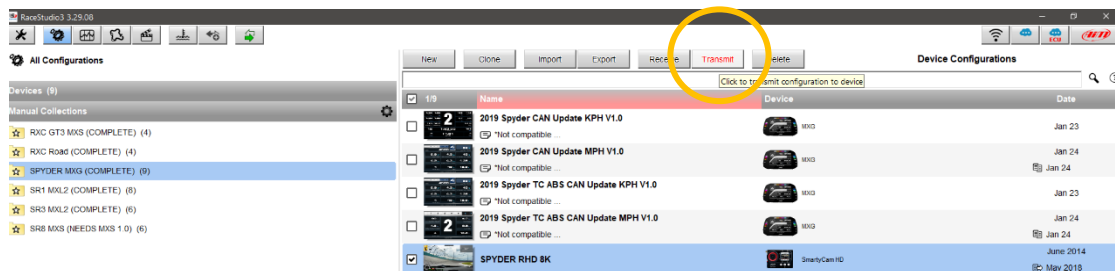 RaceStudio3 3.29.08
ECU
All Configurations
New Clone Import Export Receive Transmit Delete Device Configurations
Click to transmit configuration to device
Devices (9)
Manual Collections
1/9 Name Device Date
RXC GT3 MXS (COMPLETE) (4)
RXC Road (COMPLETE) (4)
SPYDER MXG (COMPLETE) (9)
SR1 MXL2 (COMPLETE) (8)
SR3 MXL2 (COMPLETE) (6)
SR8 MXS (NEEDS MXS 1.0) (6)
2019 Spyder CAN Update KPH V1.0
"Not compatible ...
MXG
Jan 23
2019 Spyder CAN Update MPH V1.0
"Not compatible ...
MXG
Jan 24
Jan 24
2019 Spyder TC ABS CAN Update KPH V1.0
"Not compatible ...
MXG
Jan 23
2019 Spyder TC ABS CAN Update MPH V1.0
"Not compatible ...
MXG
Jan 24
Jan 24
SPYDER RHD 8K
SmartyCam HD
June 2014
May 2018